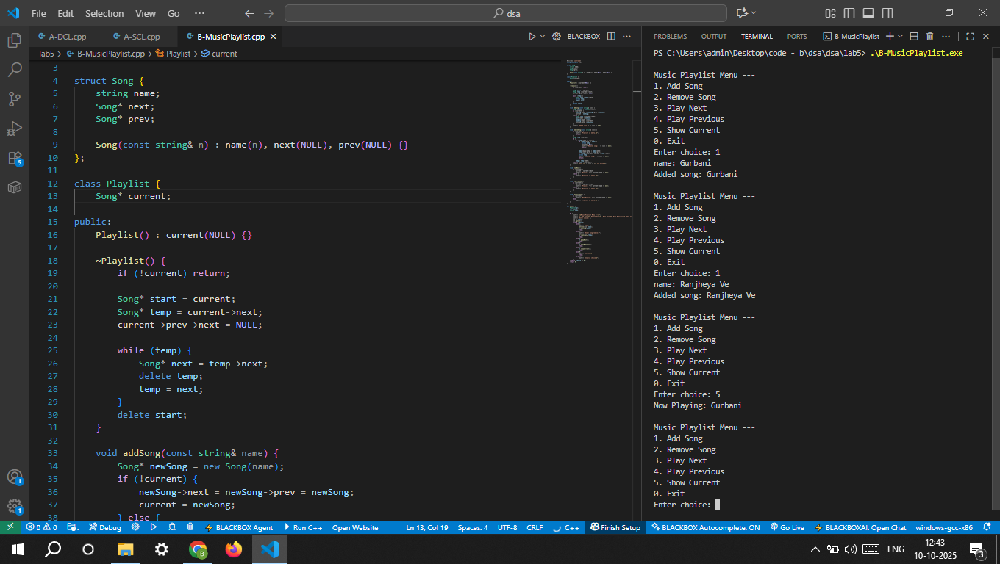 File Edit Selection View Go ··· dsa
A-DCL.cpp A-SCL.cpp B-MusicPlaylist.cpp BLACKBOX
lab5 > B-MusicPlaylist.cpp > Playlist > current
3
4 struct Song {
5 string name;
6 Song* next;
7 Song* prev;
8
9 Song(const string& n) : name(n), next(NULL), prev(NULL) {}
10 };
11
12 class Playlist {
13 Song* current;
14
15 public:
16 Playlist() : current(NULL) {}
17
18 ~Playlist() {
19 if (!current) return;
20
21 Song* start = current;
22 Song* temp = current->next;
23 current->prev->next = NULL;
24
25 while (temp) {
26 Song* next = temp->next;
27 delete temp;
28 temp = next;
29 }
30 delete start;
31 }
32
33 void addSong(const string& name) {
34 Song* newSong = new Song(name);
35 if (!current) {
36 newSong->next = newSong->prev = newSong;
37 current = newSong;
38 } else {
PROBLEMS OUTPUT TERMINAL PORTS B-MusicPlaylist
PS C:\Users\admin\Desktop\code - b\dsa\dsa\lab5> .\B-MusicPlaylist.exe
Music Playlist Menu ---
1. Add Song
2. Remove Song
3. Play Next
4. Play Previous
5. Show Current
0. Exit
Enter choice: 1
name: Gurbani
Added song: Gurbani
Music Playlist Menu ---
1. Add Song
2. Remove Song
3. Play Next
4. Play Previous
5. Show Current
0. Exit
Enter choice: 1
name: Ranjheya Ve
Added song: Ranjheya Ve
Music Playlist Menu ---
1. Add Song
2. Remove Song
3. Play Next
4. Play Previous
5. Show Current
0. Exit
Enter choice: 5
Now Playing: Gurbani
Music Playlist Menu ---
1. Add Song
2. Remove Song
3. Play Next
4. Play Previous
5. Show Current
0. Exit
Enter choice:
5
1
1
0 0 Debug BLACKBOX Agent Run C++ Open Website Ln 13, Col 19 Spaces: 4 UTF-8 CRLF C++ Finish Setup BLACKBOX Autocomplete: ON Go Live BLACKBOXAI: Open Chat windows-gcc-x86
B ENG 12:43 3
10-10-2025